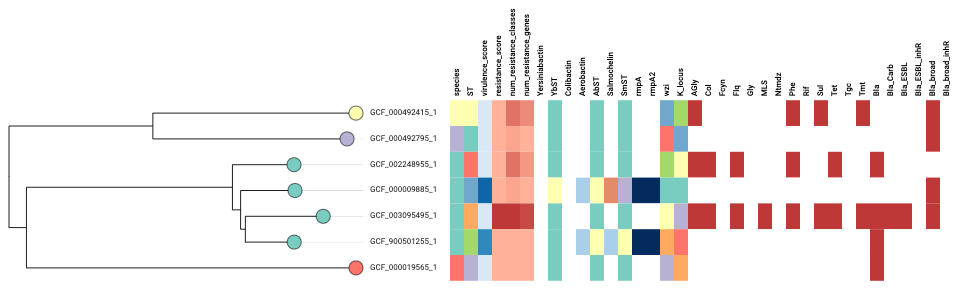 species
ST
virulence_score
resistance_score
num_resistance_classes
num_resistance_genes
Yersiniabactin
YbST
Colibactin
Aerobactin
AbST
Salmochelin
SmST
rmpA
rmpA2
wzi
K_locus
AGly
Col
Fcyn
Flq
Gly
MLS
Ntmdz
Phe
Rif
Sul
Tet
Tgc
Tmt
Bla
Bla_Carb
Bla_ESBL
Bla_ESBL_inhR
Bla_broad
Bla_broad_inhR
GCF_000492415_1
GCF_000492795_1
GCF_002248955_1
GCF_000009885_1
GCF_003095495_1
GCF_900501255_1
GCF_000019565_1